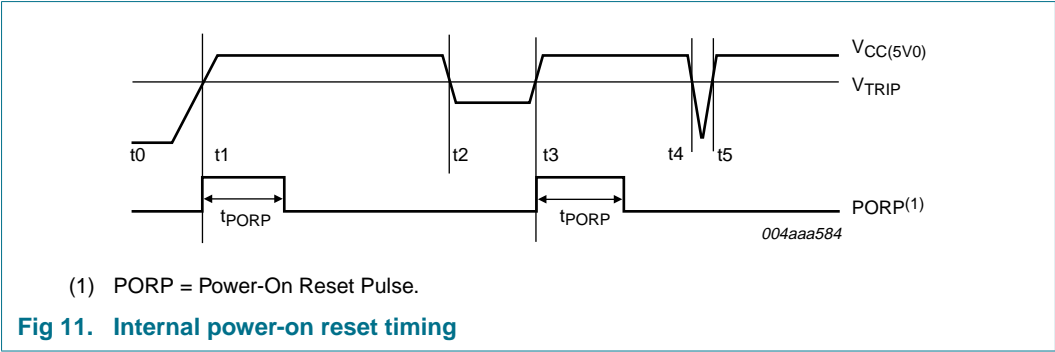 VCC(5V0)
VTRIP
t0 t1 t2 t3 t4 t5
tPORP tPORP PORP(1)
004aaa584
(1) PORP = Power-On Reset Pulse.
Fig 11. Internal power-on reset timing